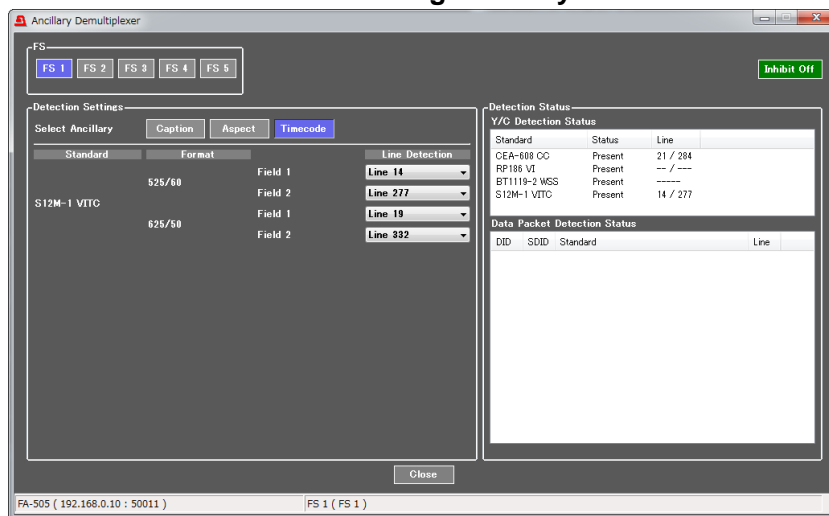 Ancillary Demultiplexer
FS
FS 1 FS 2 FS 3 FS 4 FS 5
Inhibit Off
Detection Settings
Select Ancillary Caption Aspect Timecode
Standard Format Line Detection
S12M-1 VITC
525/60
Field 1 Line 14
Field 2 Line 277
625/50
Field 1 Line 19
Field 2 Line 332
Detection Status
Y/C Detection Status
Standard Status Line
CEA-608 CC Present 21 / 284
RP186 VI Present -- / ---
BT1119-2 WSS Present -----
S12M-1 VITC Present 14 / 277
Data Packet Detection Status
DID SDID Standard Line
Close
FA-505 ( 192.168.0.10 : 50011 ) FS 1 ( FS 1 )